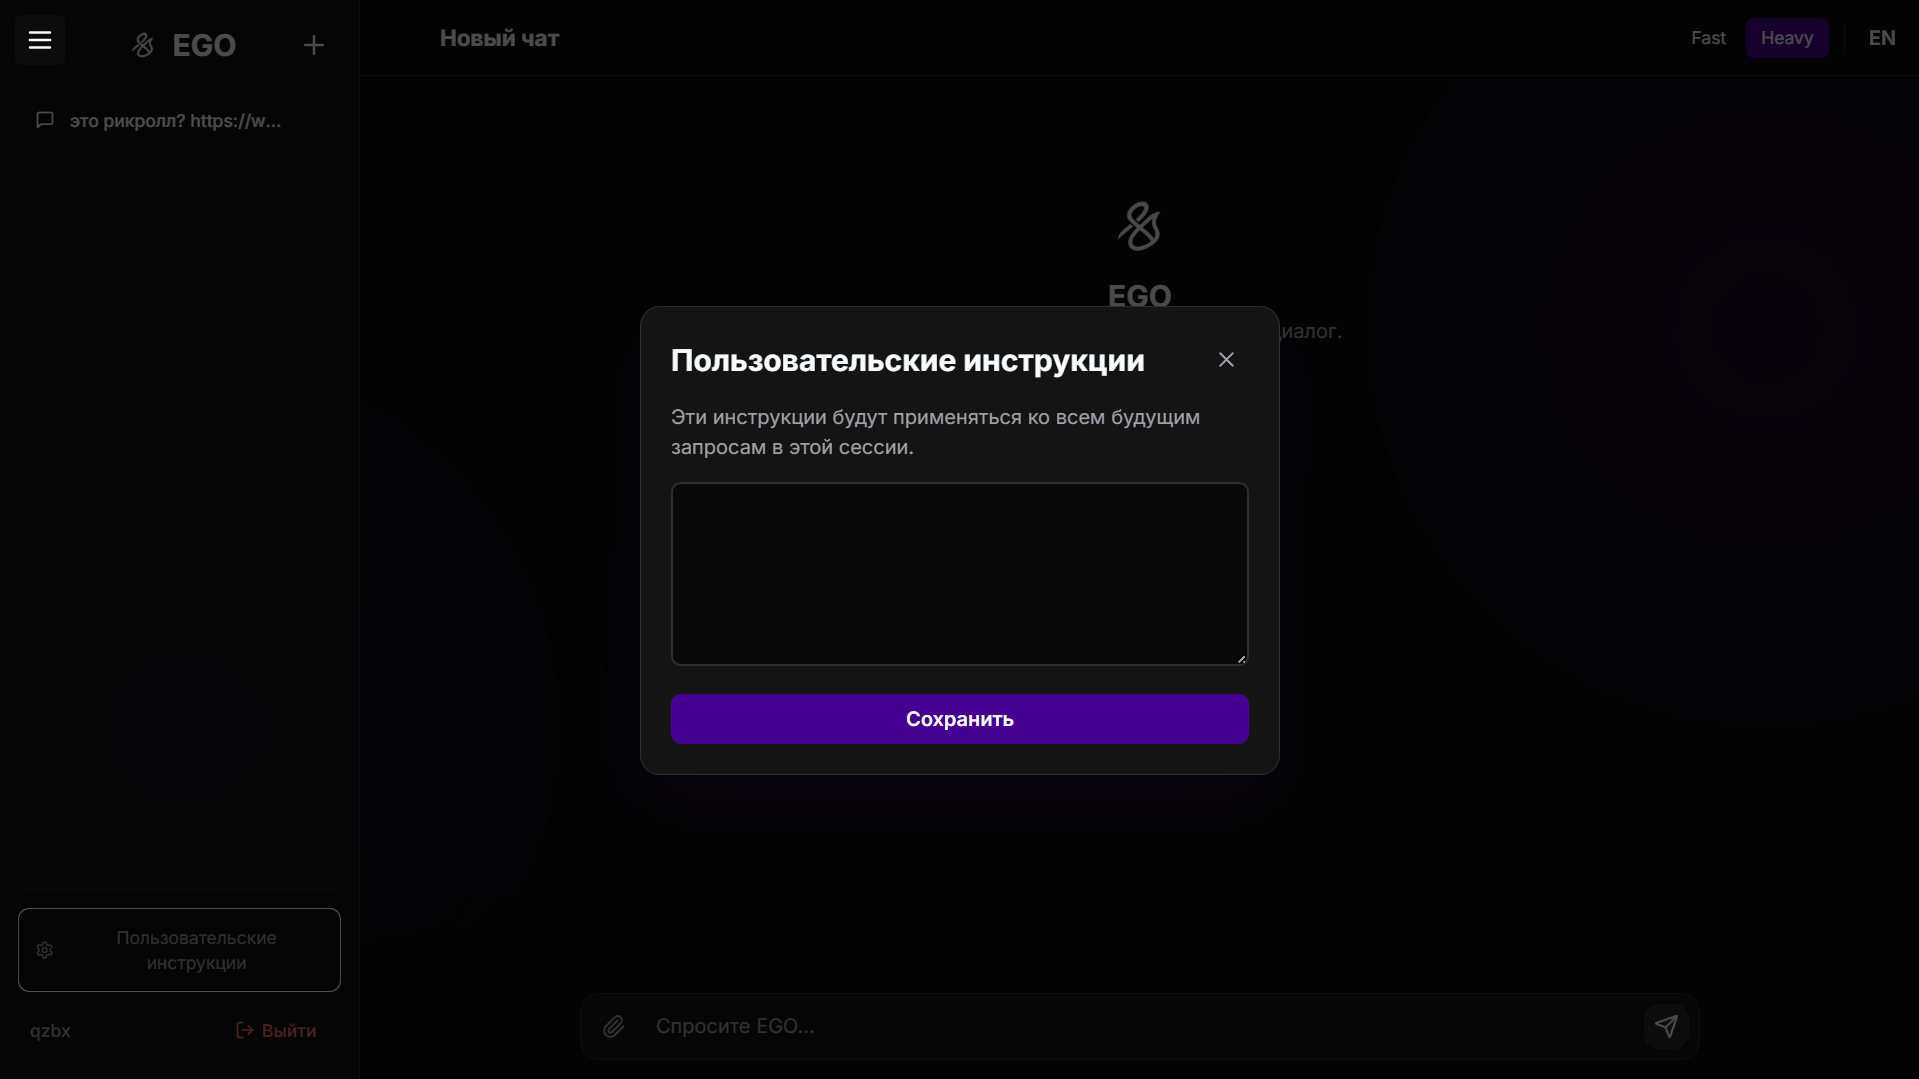 EGO
это рикролл? https://w...
Новый чат
Fast
Heavy
EN
EGO
диалог.
Пользовательские инструкции
Эти инструкции будут применяться ко всем будущим
запросам в этой сессии.
Сохранить
Пользовательские
инструкции
qzbx
Выйти
Спросите EGO...